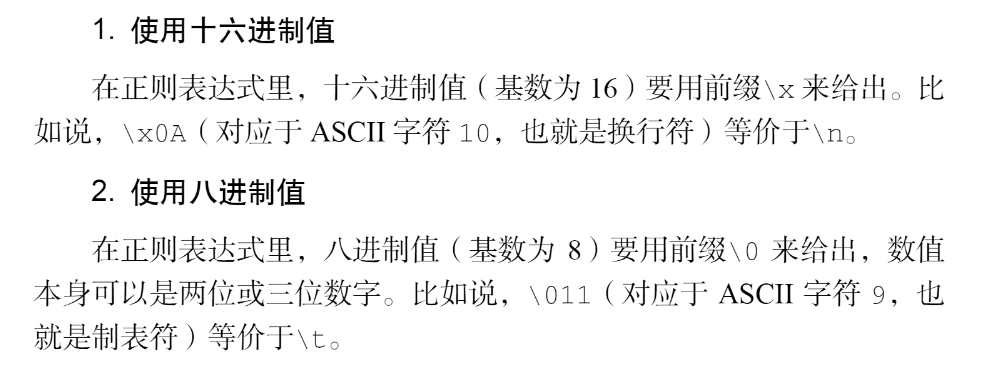 1. 使用十六进制值
在正则表达式里，十六进制值（基数为 16）要用前缀\x 来给出。比
如说，\x0A（对应于 ASCII 字符 10，也就是换行符）等价于\n。
2. 使用八进制值
在正则表达式里，八进制值（基数为 8）要用前缀\0 来给出，数值
本身可以是两位或三位数字。比如说，\011（对应于 ASCII 字符 9，也
就是制表符）等价于\t。